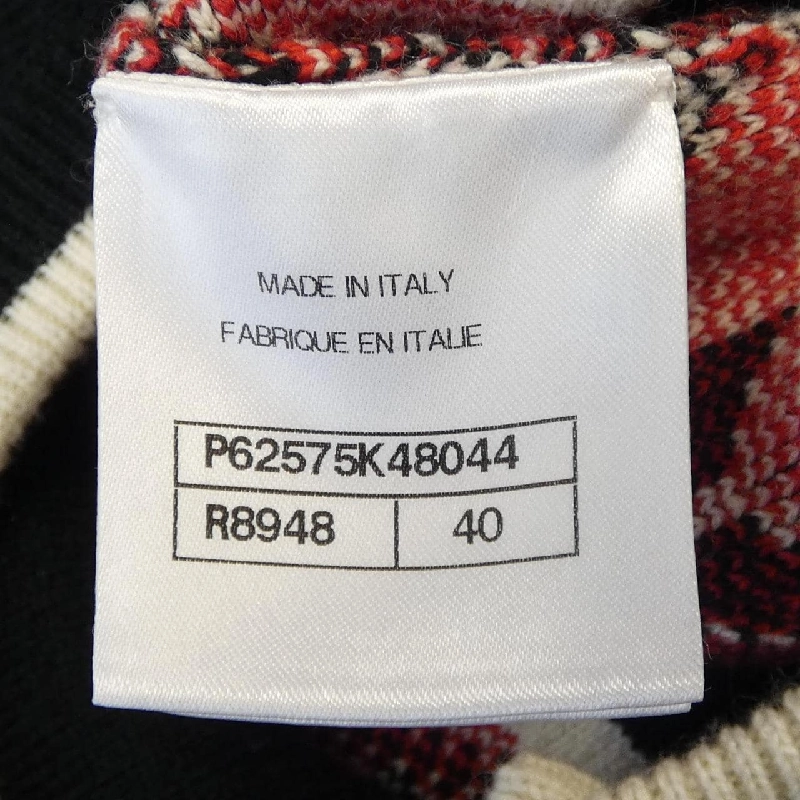 MADE IN ITALY
FABRIQUE EN ITALIE
P62575K48044
R8948 40